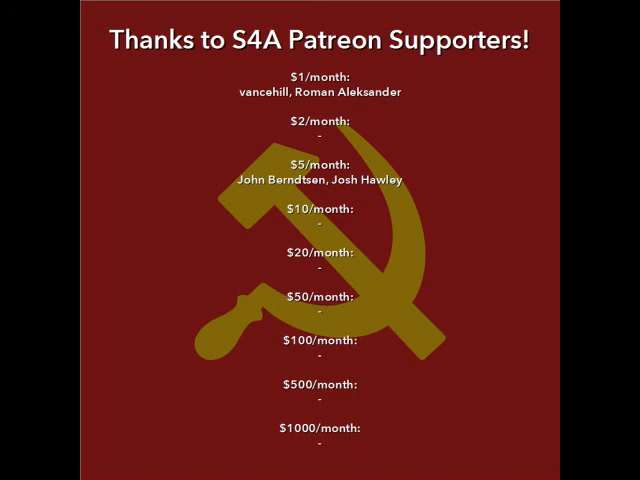 Thanks to S4A Patreon Supporters!
$1/month:
vancehill, Roman Aleksander
$2/month:
-
$5/month:
John Berndtsen, Josh Hawley
$10/month:
-
$20/month:
-
$50/month:
-
$100/month:
-
$500/month:
-
$1000/month:
-